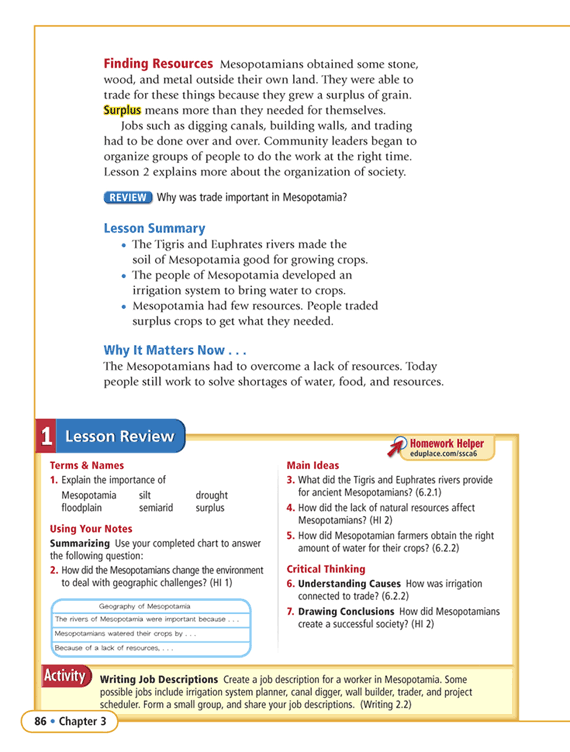 Finding Resources Mesopotamians obtained some stone,
wood, and metal outside their own land. They were able to
trade for these things because they grew a surplus of grain.
Surplus means more than they needed for themselves.
Jobs such as digging canals, building walls, and trading
had to be done over and over. Community leaders began to
organize groups of people to do the work at the right time.
Lesson 2 explains more about the organization of society.
REVIEW Why was trade important in Mesopotamia?
Lesson Summary
• The Tigris and Euphrates rivers made the
soil of Mesopotamia good for growing crops.
• The people of Mesopotamia developed an
irrigation system to bring water to crops.
• Mesopotamia had few resources. People traded
surplus crops to get what they needed.
Why It Matters Now . . .
The Mesopotamians had to overcome a lack of resources. Today
people still work to solve shortages of water, food, and resources.
1 Lesson Review
Homework Helper
eduplace.com/ssca6
Terms & Names
1. Explain the importance of
Mesopotamia silt drought
floodplain semiarid surplus
Using Your Notes
Summarizing Use your completed chart to answer
the following question:
2. How did the Mesopotamians change the environment
to deal with geographic challenges? (HI 1)
Geography of Mesopotamia
The rivers of Mesopotamia were important because . . .
Mesopotamians watered their crops by . . .
Because of a lack of resources, . . .
Main Ideas
3. What did the Tigris and Euphrates rivers provide
for ancient Mesopotamians? (6.2.1)
4. How did the lack of natural resources affect
Mesopotamians? (HI 2)
5. How did Mesopotamian farmers obtain the right
amount of water for their crops? (6.2.2)
Critical Thinking
6. Understanding Causes How was irrigation
connected to trade? (6.2.2)
7. Drawing Conclusions How did Mesopotamians
create a successful society? (HI 2)
Activity
Writing Job Descriptions Create a job description for a worker in Mesopotamia. Some
possible jobs include irrigation system planner, canal digger, wall builder, trader, and project
scheduler. Form a small group, and share your job descriptions. (Writing 2.2)
86 • Chapter 3